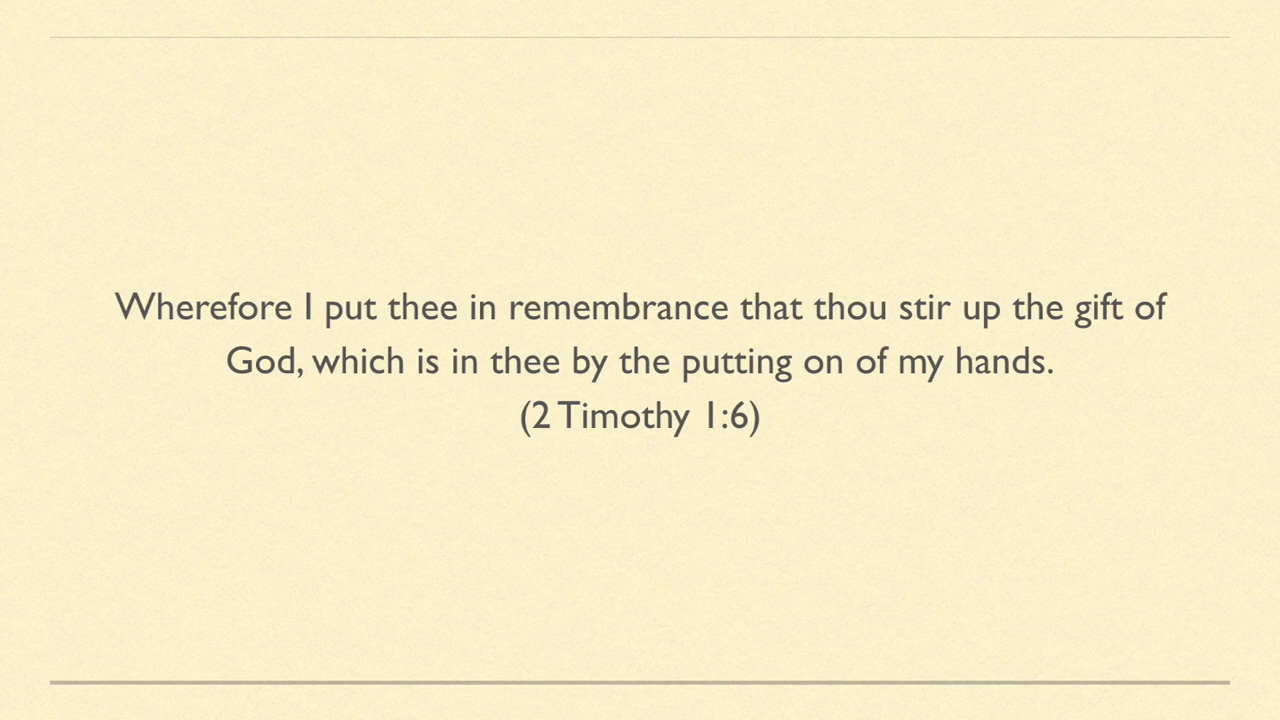 Wherefore I put thee in remembrance that thou stir up the gift of
God, which is in thee by the putting on of my hands.
(2 Timothy 1:6)